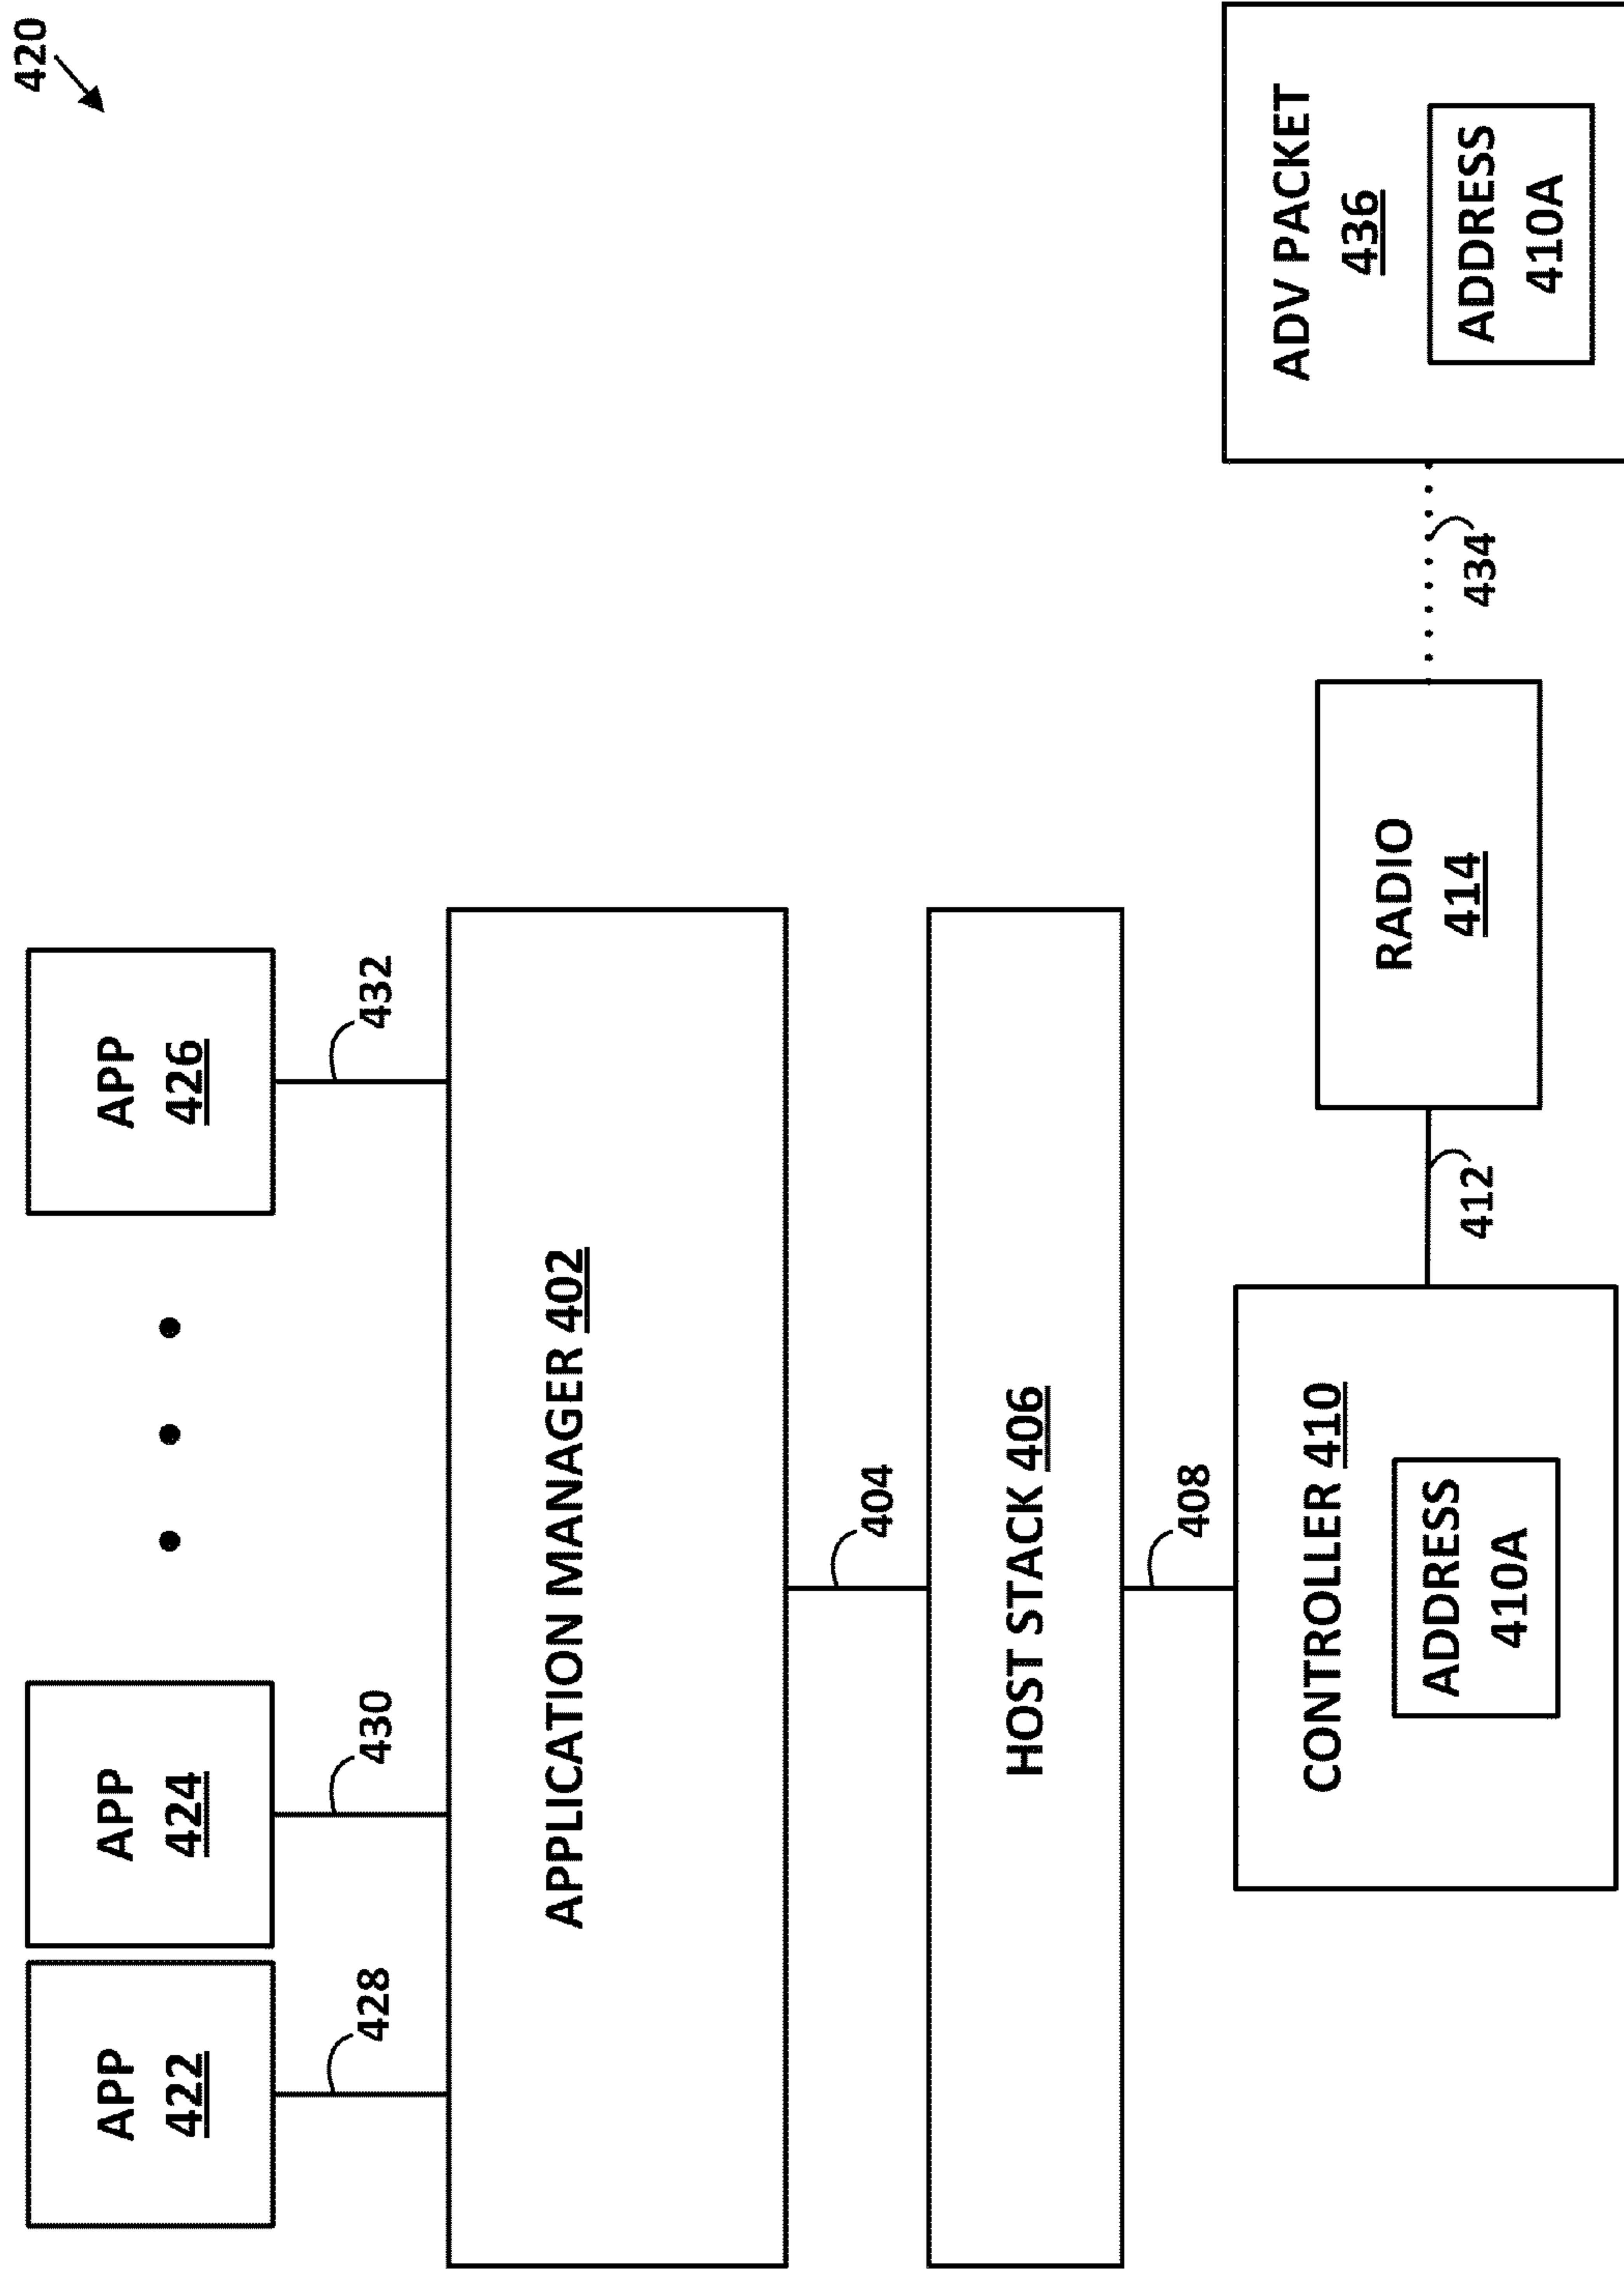 420
APP
422
APP
424
APP
426
428
430
432
APPLICATION MANAGER 402
404
HOST STACK 406
408
CONTROLLER 410
ADDRESS
410A
412
RADIO
414
434
ADV PACKET
436
ADDRESS
410A